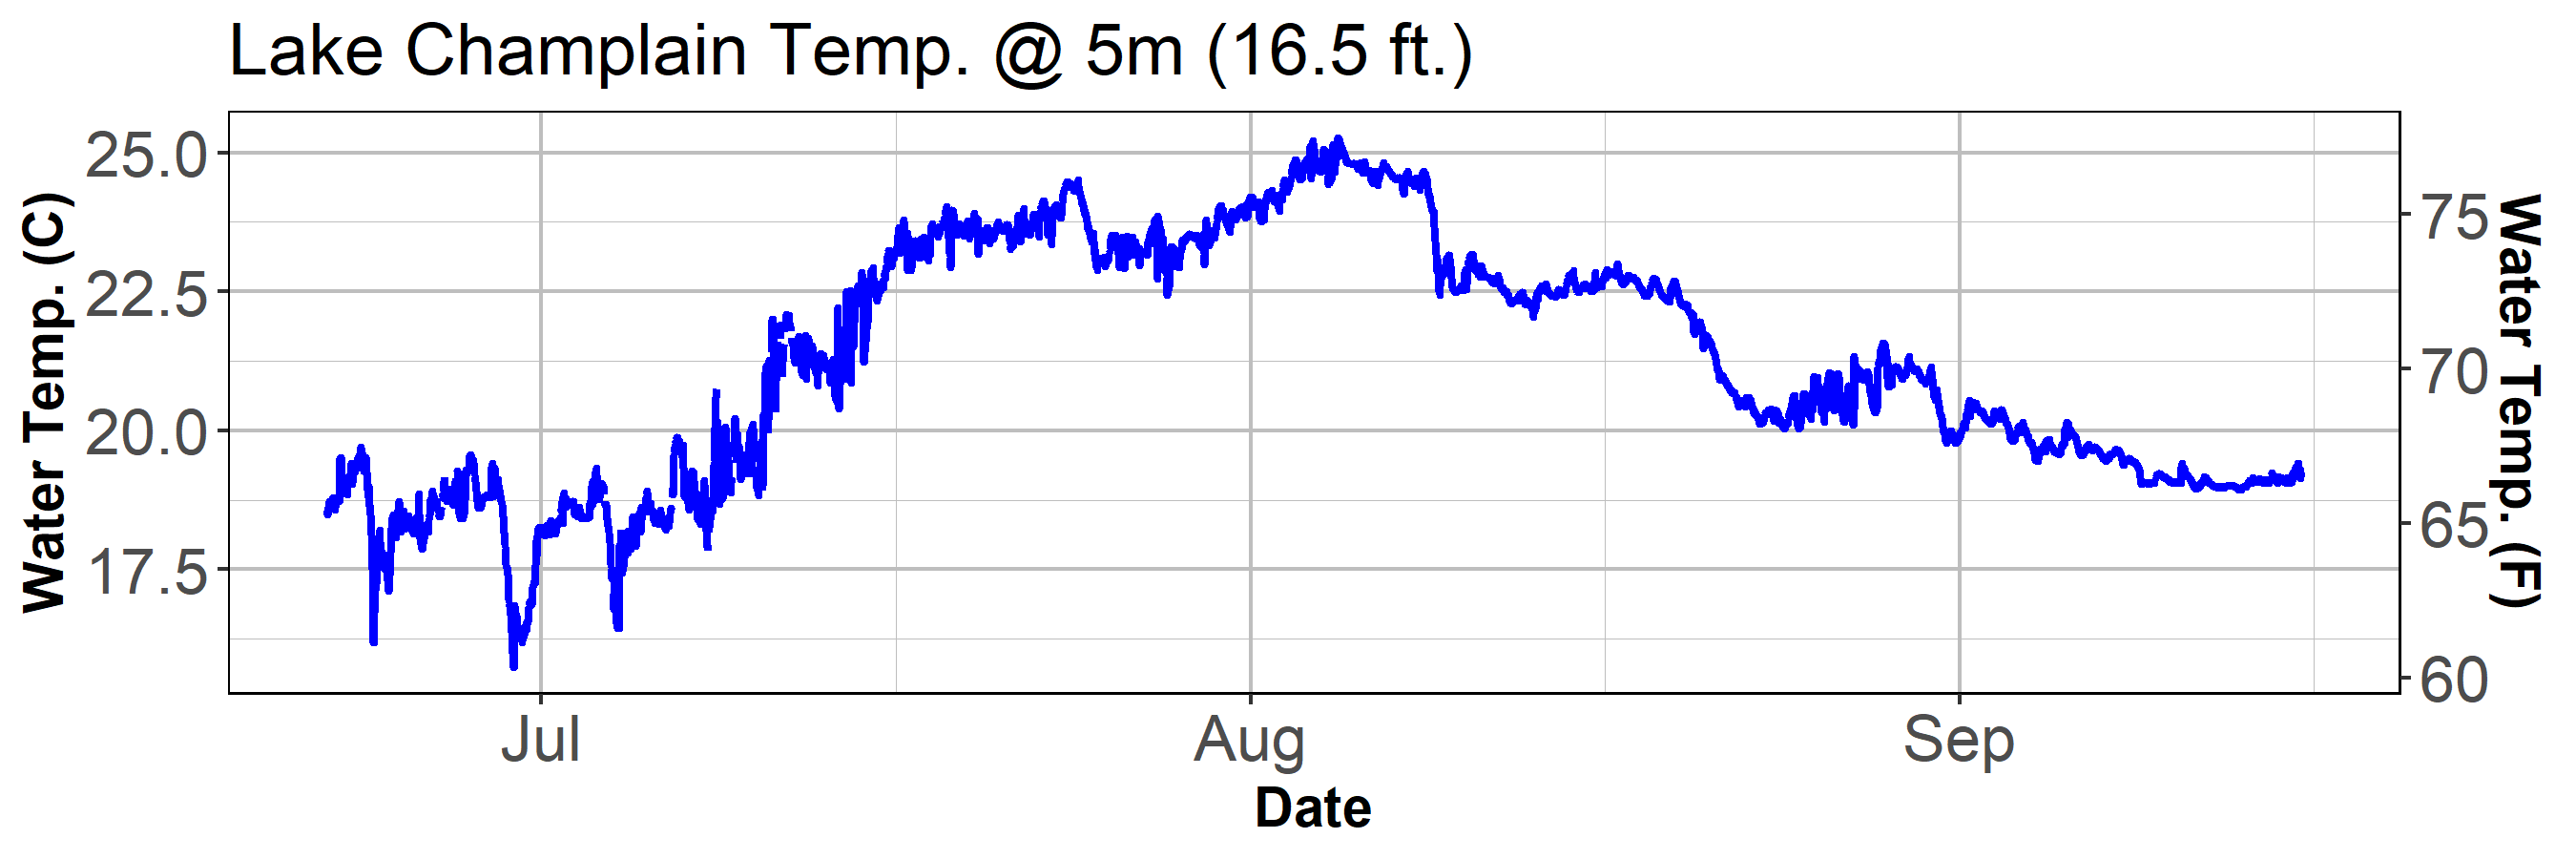 Lake Champlain Temp. @ 5m (16.5 ft.)
Water Temp. (C)
25.0
22.5
20.0
17.5
75
70
65
60
Water Temp. (F)
Jul
Aug
Sep
Date